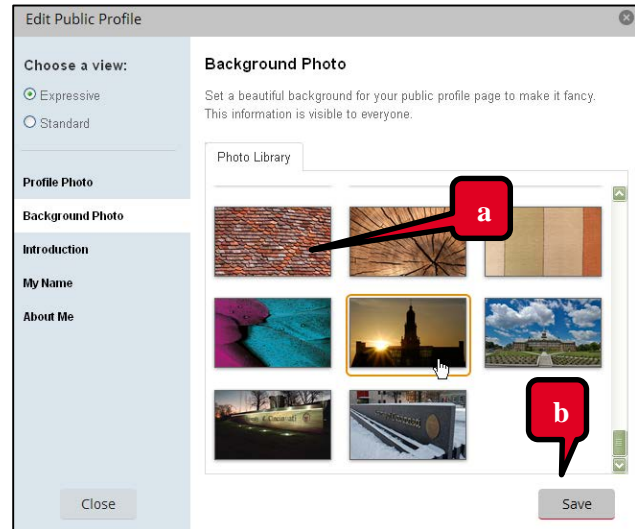 Edit Public Profile
Choose a view:
Expressive
Standard
Profile Photo
Background Photo
Introduction
My Name
About Me
Close
Background Photo
Set a beautiful background for your public profile page to make it fancy.
This information is visible to everyone.
Photo Library
a
Cincinnati
b
Save